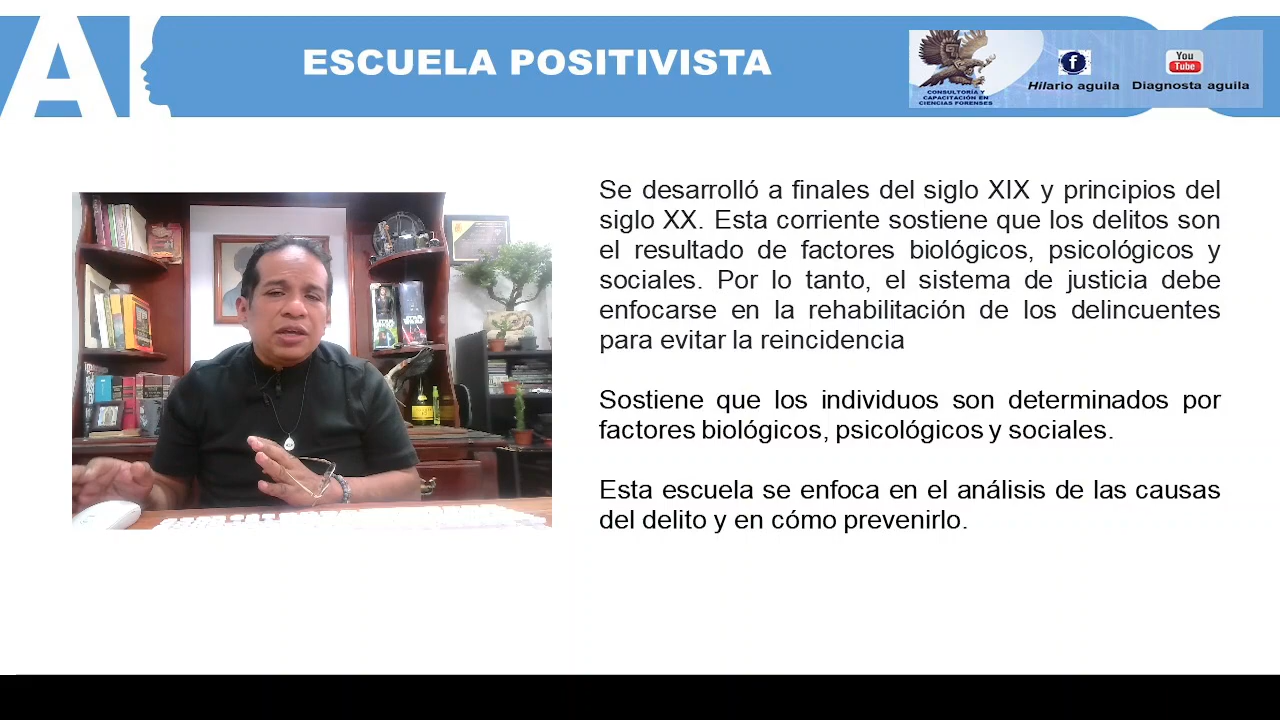 AI
ESCUELA POSITIVISTA
CONSULTORÍA Y
CAPACITACIÓN EN
CIENCIAS FORENSES
f
Hilario aguila
You
Tube
Diagnosta aguila
Se desarrolló a finales del siglo XIX y principios del
siglo XX. Esta corriente sostiene que los delitos son
el resultado de factores biológicos, psicológicos y
sociales. Por lo tanto, el sistema de justicia debe
enfocarse en la rehabilitación de los delincuentes
para evitar la reincidencia
Sostiene que los individuos son determinados por
factores biológicos, psicológicos y sociales.
Esta escuela se enfoca en el análisis de las causas
del delito y en cómo prevenirlo.